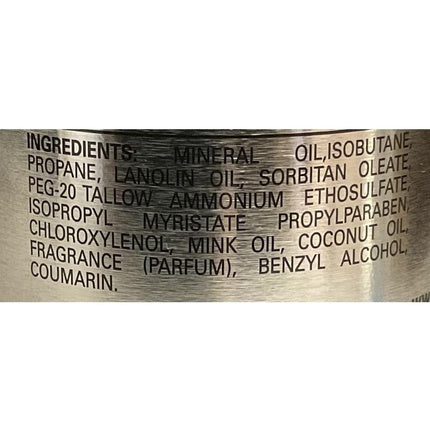 INGREDIENTS: MINERAL OIL,ISOBUTANE,
PROPANE, LANOLIN OIL, SORBITAN OLEATE,
PEG-20 TALLOW AMMONIUM ETHOSULFATE,
ISOPROPYL MYRISTATE PROPYLPARABEN,
CHLOROXYLENOL, MINK OIL, COCONUT OIL,
FRAGRANCE (PARFUM), BENZYL ALCOHOL,
COUMARIN.